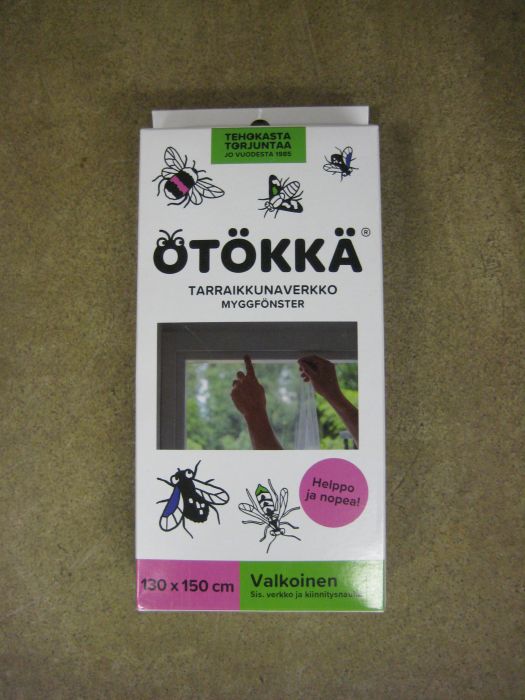 TEHOKASTA
TORJUNTAA
JO VUODESTA 1985
ÖTÖKKÄ®
TARRAIKKUNAVERKKO
MYGGFÖNSTER
Helppo
ja nopea!
130 x 150 cm
Valkoinen
Sis. verkko ja kiinnitysnauha